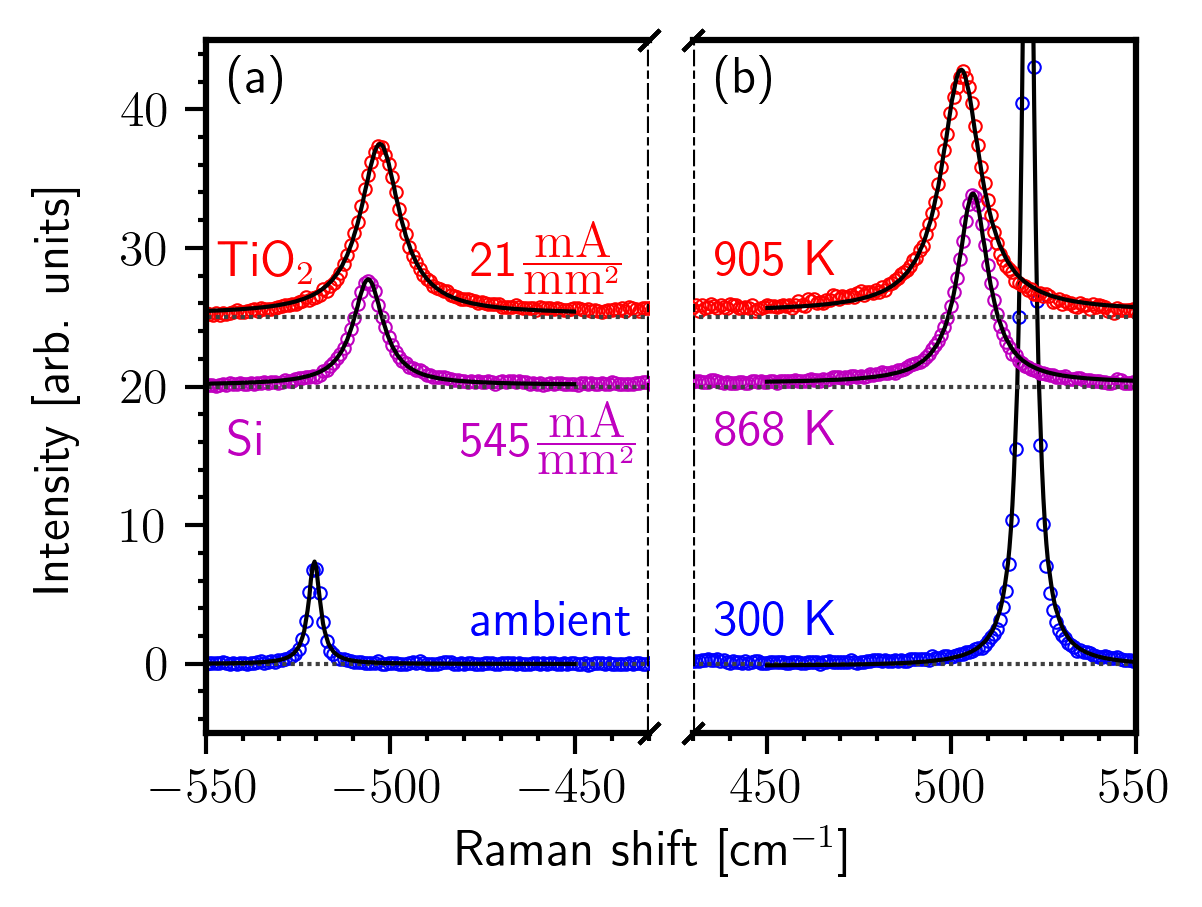 (a) (b)
40
30
20
10
0
Intensity [arb. units]
TiO₂ 21 mA/mm² 905 K
Si 545 mA/mm² 868 K
ambient 300 K
−550 −500 −450 450 500 550
Raman shift [cm⁻¹]